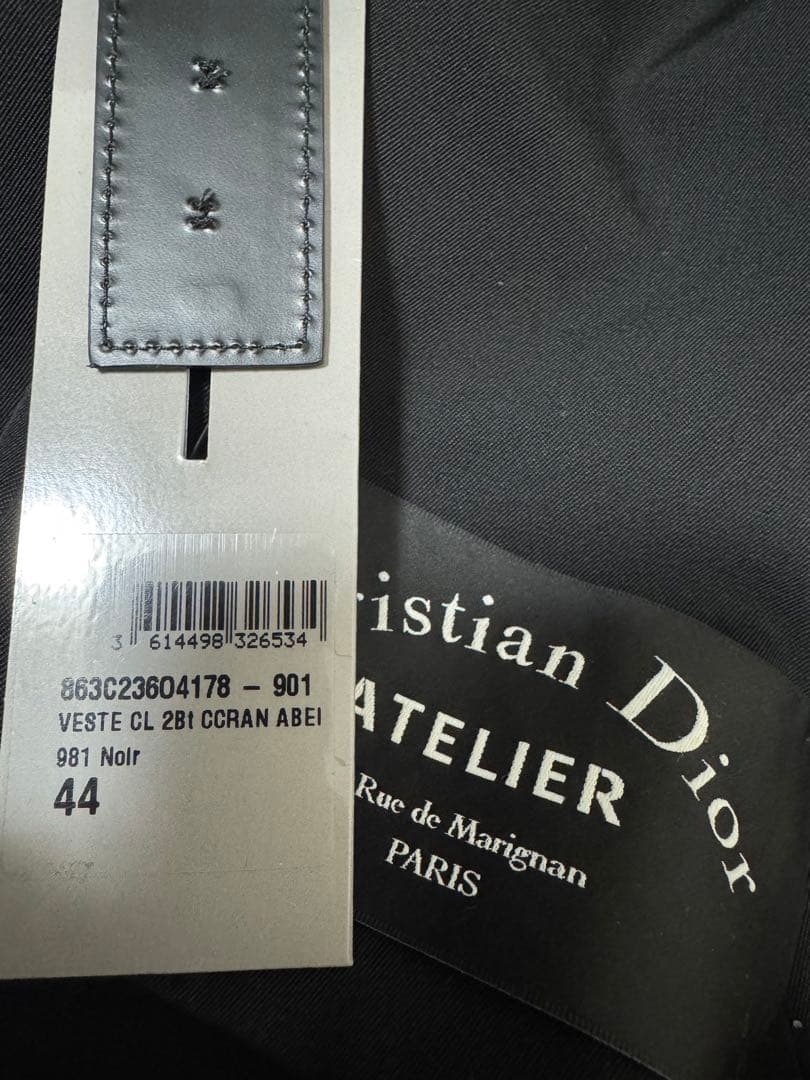 3 614498 326534
863C23604178 - 901
VESTE CL 2Bt CCRAN ABEI
981 Noir
44
ristian Dior
ATELIER
Rue de Marignan
PARIS